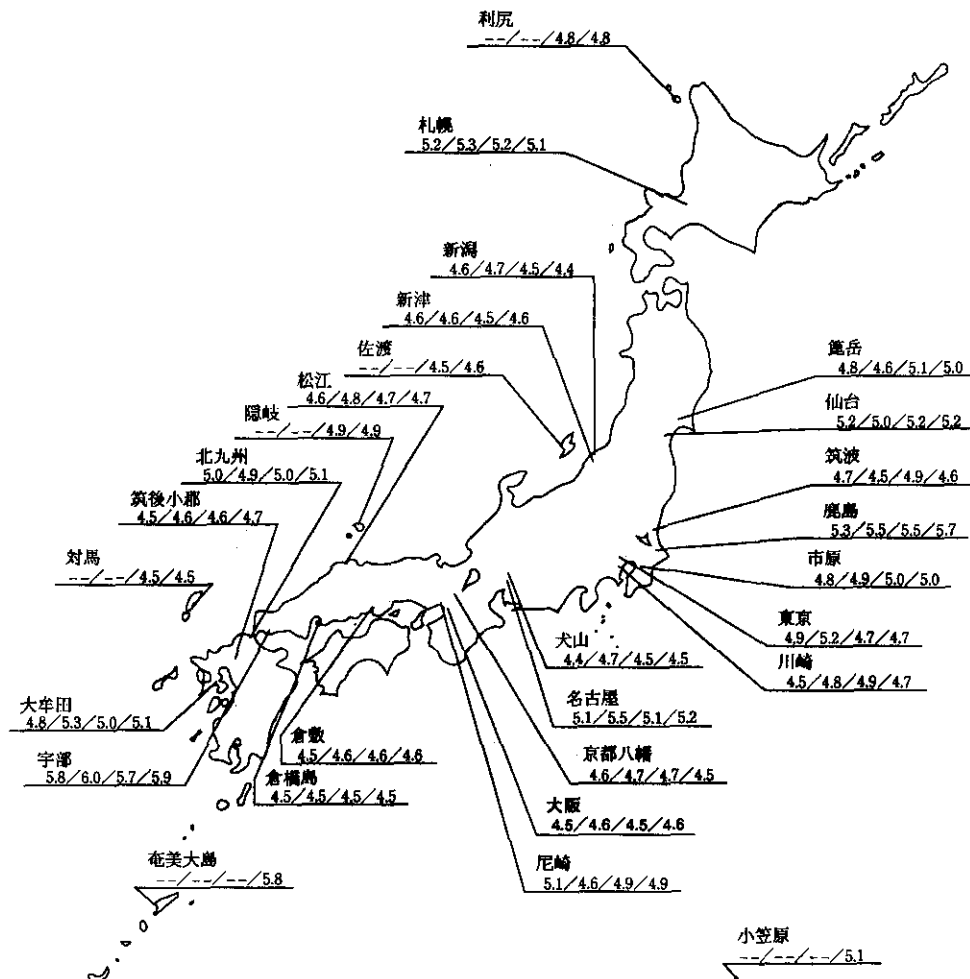 利尻
--/--/4.8/4.8
札幌
5.2/5.3/5.2/5.1
新潟
4.6/4.7/4.5/4.4
新津
4.6/4.6/4.5/4.6
佐渡
--/--/4.5/4.6
松江
4.6/4.8/4.7/4.7
隠岐
--/--/4.9/4.9
北九州
5.0/4.9/5.0/5.1
筑後小郡
4.5/4.6/4.6/4.7
対馬
--/--/4.5/4.5
箆岳
4.8/4.6/5.1/5.0
仙台
5.2/5.0/5.2/5.2
筑波
4.7/4.5/4.9/4.6
鹿島
5.3/5.5/5.5/5.7
市原
4.8/4.9/5.0/5.0
東京
4.9/5.2/4.7/4.7
川崎
4.5/4.8/4.9/4.7
犬山
4.4/4.7/4.5/4.5
名古屋
5.1/5.5/5.1/5.2
京都八幡
4.6/4.7/4.7/4.5
大阪
4.5/4.6/4.5/4.6
尼崎
5.1/4.6/4.9/4.9
大牟田
4.8/5.3/5.0/5.1
宇部
5.8/6.0/5.7/5.9
倉敷
4.5/4.6/4.6/4.6
倉橋島
4.5/4.5/4.5/4.5
奄美大島
--/--/--/5.8
小笠原
--/--/--/5.1